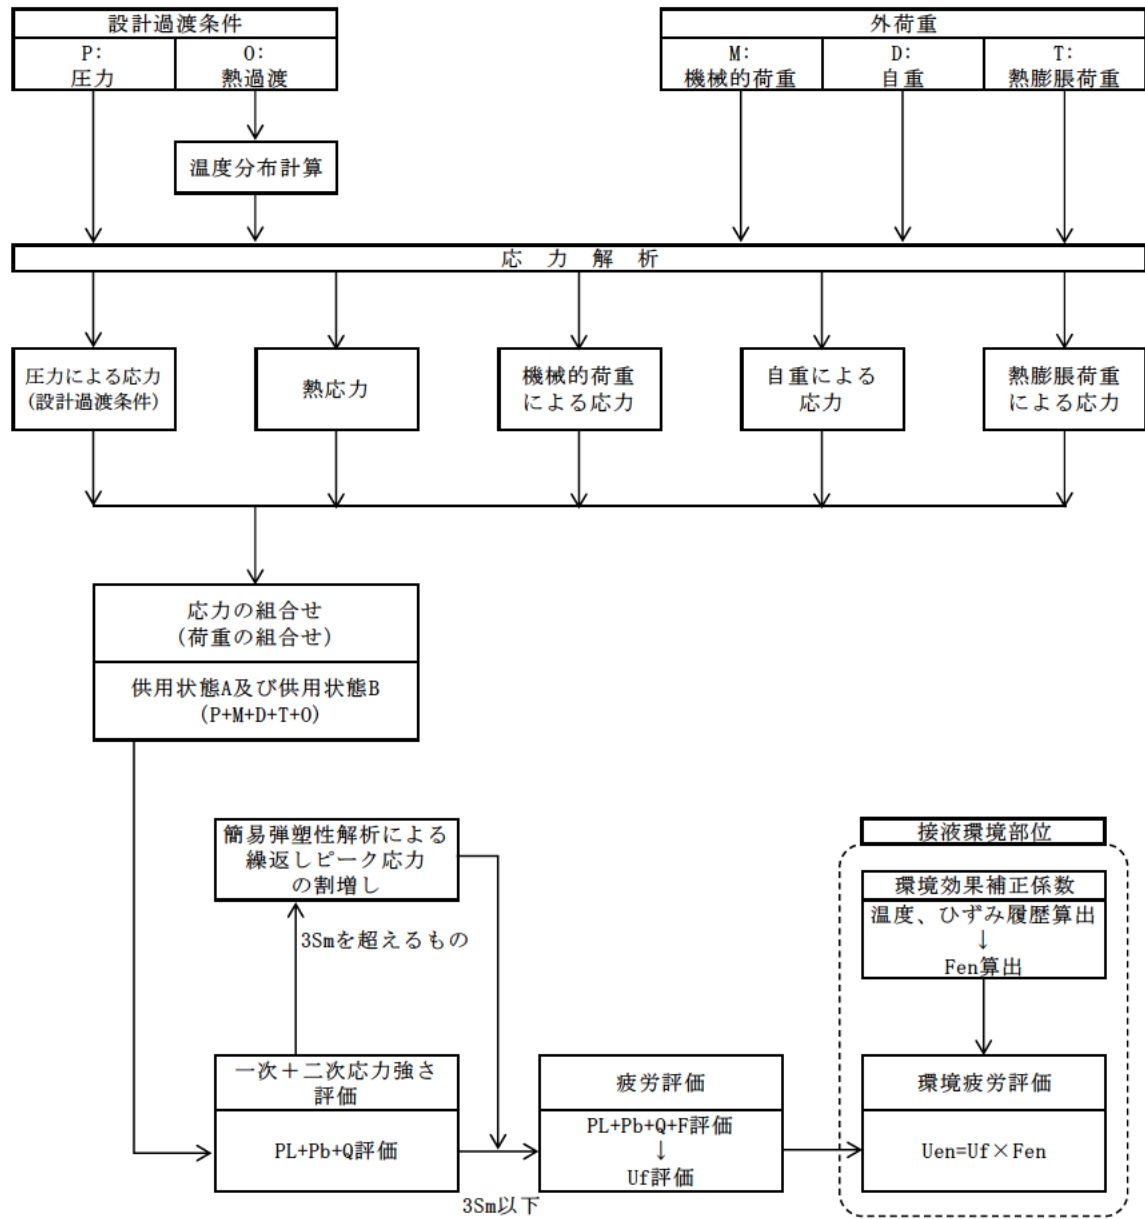 設計過渡条件
P:
圧力
O:
熱過渡
外荷重
M:
機械的荷重
D:
自重
T:
熱膨脹荷重
温度分布計算
応 力 解 析
圧力による応力
(設計過渡条件)
熱応力
機械的荷重
による応力
自重による
応力
熱膨脹荷重
による応力
応力の組合せ
(荷重の組合せ)
供用状態A及び供用状態B
(P+M+D+T+O)
簡易弾塑性解析による
繰返しピーク応力
の割増し
3Smを超えるもの
接液環境部位
環境効果補正係数
温度、ひずみ履歴算出
↓
Fen算出
一次+二次応力強さ
評価
PL+Pb+Q評価
3Sm以下
疲労評価
PL+Pb+Q+F評価
↓
Uf評価
環境疲労評価
Uen=Uf×Fen